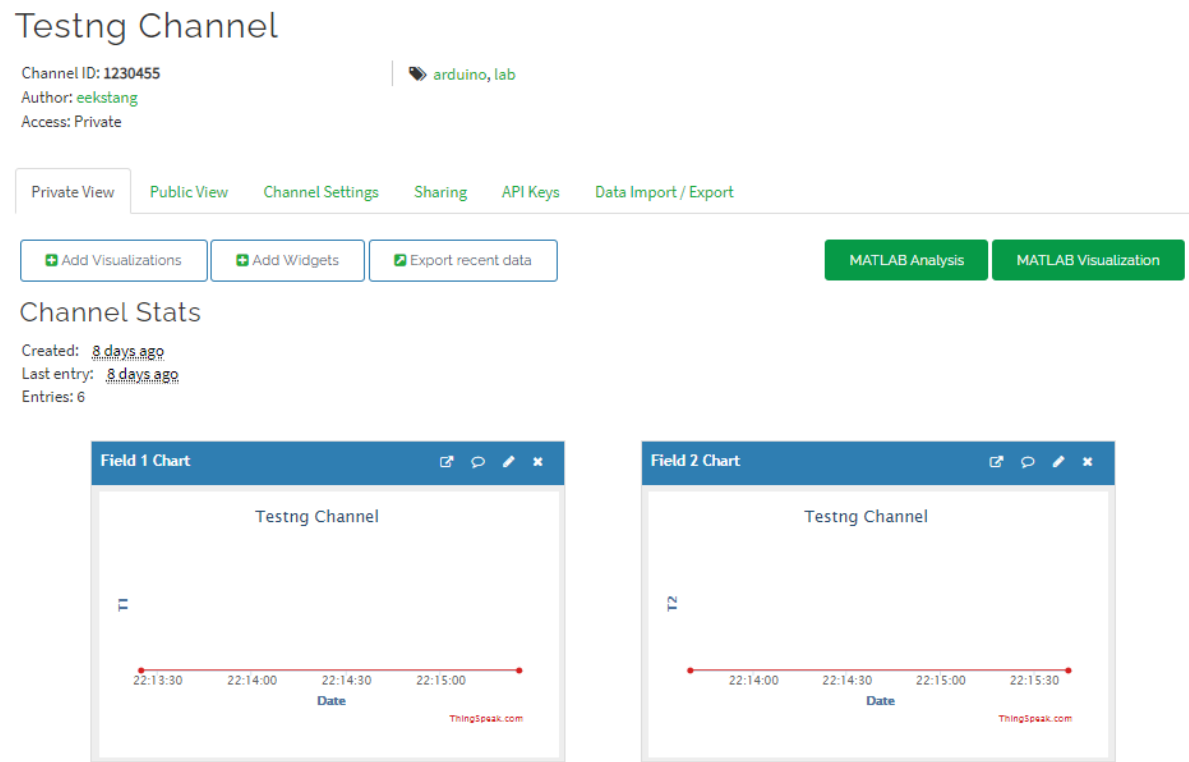 Testng Channel
Channel ID: 1230455
Author: eekstang
Access: Private
arduino, lab
Private View
Public View
Channel Settings
Sharing
API Keys
Data Import / Export
Add Visualizations
Add Widgets
Export recent data
MATLAB Analysis
MATLAB Visualization
Channel Stats
Created: 8 days ago
Last entry: 8 days ago
Entries: 6
Field 1 Chart
Testng Channel
T1
22:13:30 22:14:00 22:14:30 22:15:00
Date
ThingSpeak.com
Field 2 Chart
Testng Channel
T2
22:14:00 22:14:30 22:15:00 22:15:30
Date
ThingSpeak.com